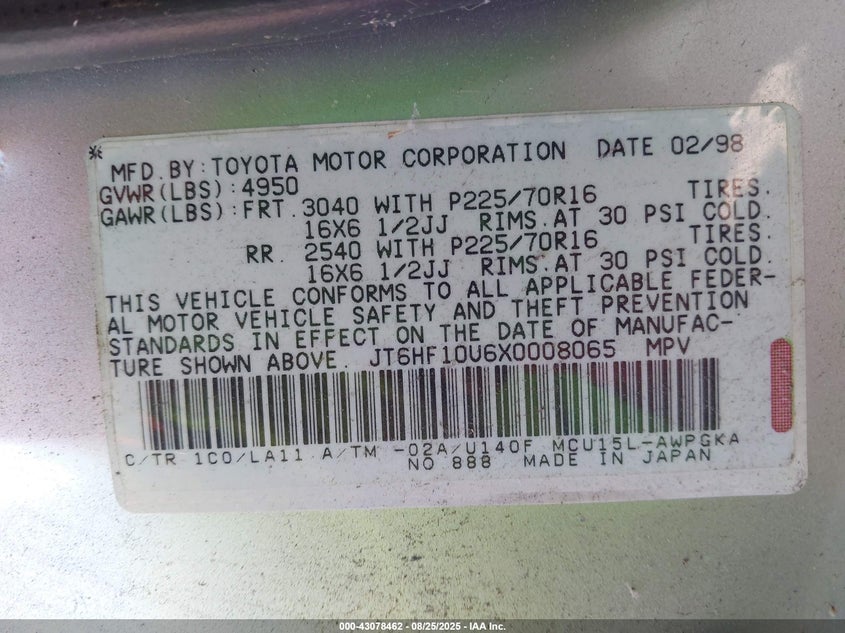 * MFD.BY:TOYOTA MOTOR CORPORATION DATE 02/98
GVWR(LBS):4950
GAWR(LBS):FRT. 3040 WITH P225/70R16 TIRES.
16X6 1/2JJ RIMS.AT 30 PSI COLD.
RR. 2540 WITH P225/70R16 TIRES.
16X6 1/2JJ RIMS.AT 30 PSI COLD.
THIS VEHICLE CONFORMS TO ALL APPLICABLE FEDER-
AL MOTOR VEHICLE SAFETY AND THEFT PREVENTION
STANDARDS IN EFFECT ON THE DATE OF MANUFAC-
TURE SHOWN ABOVE. JT6HF10U6X0008065 MPV
C/TR 1C0/LA11 A/TM -02A/U140F MCU15L-AWPGKA
NO 888 MADE IN JAPAN
000-43078462 - 08/25/2025 - IAA Inc.